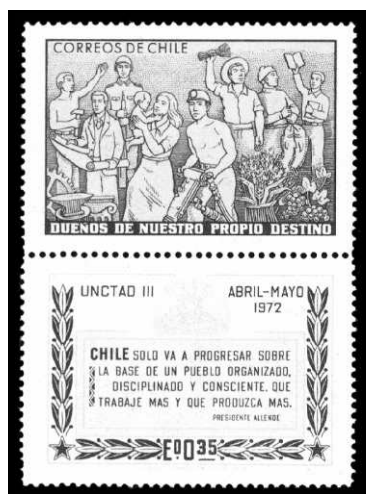 CORREOS DE CHILE
DUEÑOS DE NUESTRO PROPIO DESTINO
UNCTAD III
ABRIL-MAYO
1972
CHILE SOLO VA A PROGRESAR SOBRE
LA BASE DE UN PUEBLO ORGANIZADO,
DISCIPLINADO Y CONSCIENTE, QUE
TRABAJE MAS Y QUE PRODUZCA MAS.
PRESIDENTE ALLENDE
Eº0 35